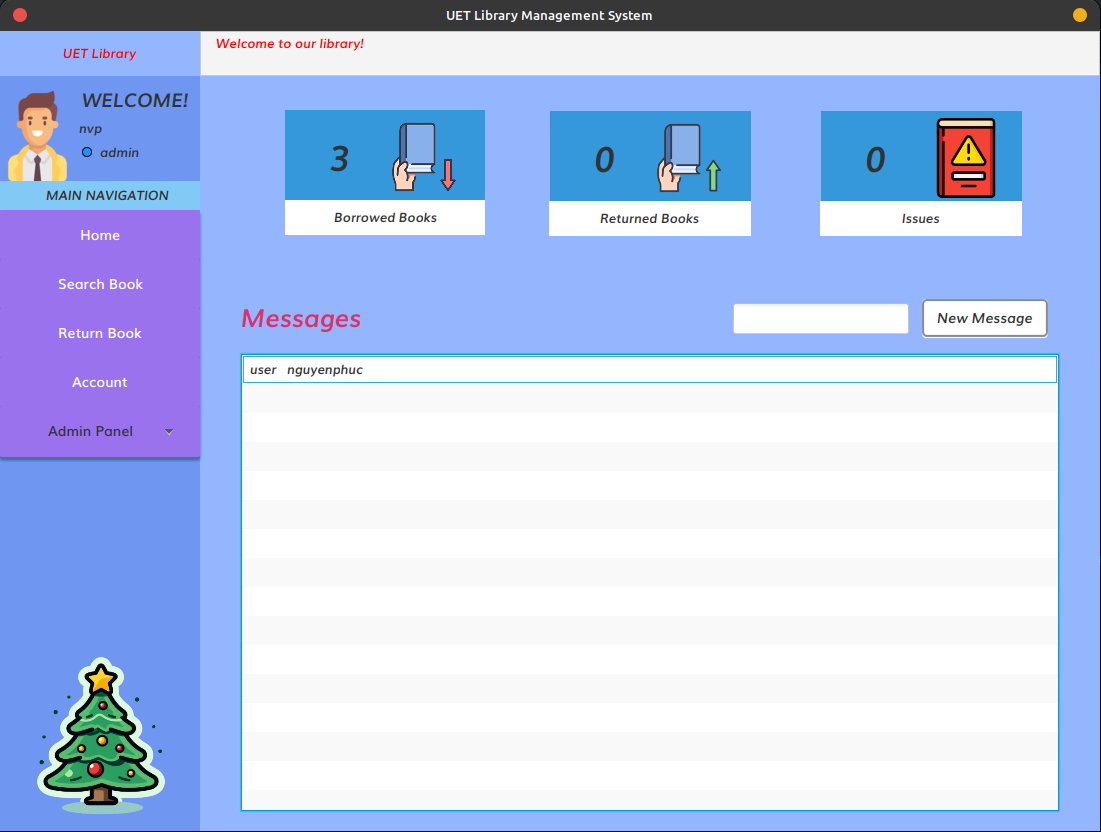 UET Library Management System
UET Library
Welcome to our library!
WELCOME!
nvp
admin
MAIN NAVIGATION
Home
Search Book
Return Book
Account
Admin Panel
3
Borrowed Books
0
Returned Books
0
Issues
Messages
New Message
user nguyenphuc